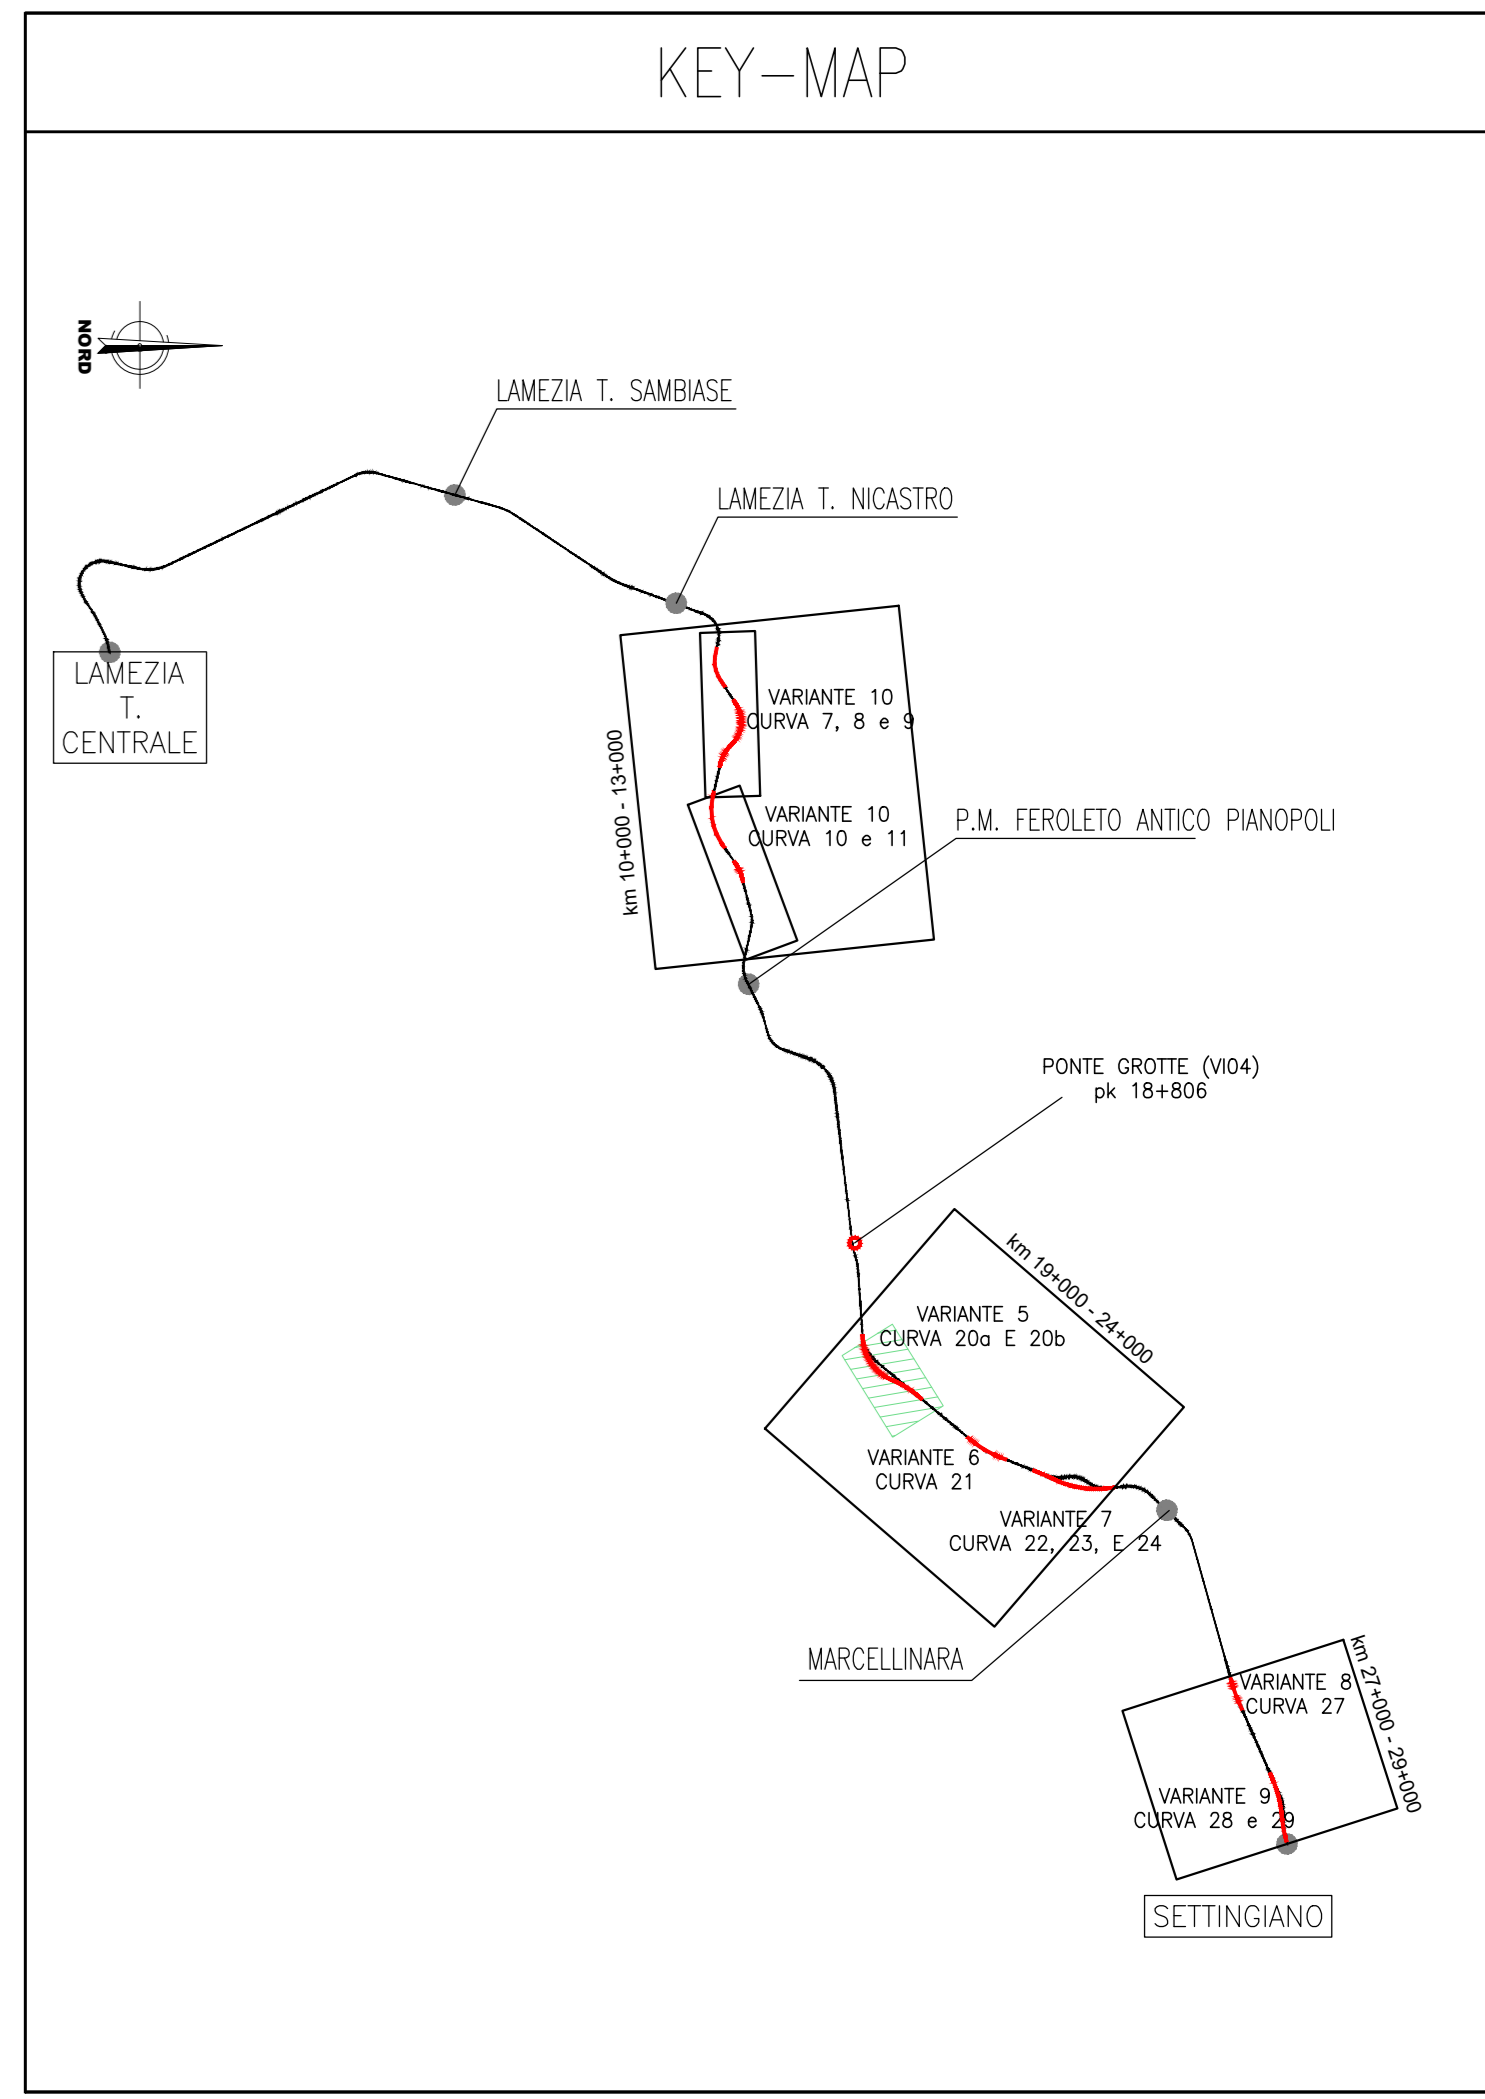 KEY-MAP
NORD
LAMEZIA T. SAMBIASE
LAMEZIA T. NICASTRO
LAMEZIA
T.
CENTRALE
km 10+000 - 13+000
VARIANTE 10
CURVA 7, 8 e 9
VARIANTE 10
CURVA 10 e 11
P.M. FEROLETO ANTICO PIANOPOLI
PONTE GROTTE (VI04)
pk 18+806
km 19+000 - 24+000
VARIANTE 5
CURVA 20a E 20b
VARIANTE 6
CURVA 21
VARIANTE 7
CURVA 22, 23, E 24
MARCELLINARA
km 27+000 - 29+000
VARIANTE 8
CURVA 27
VARIANTE 9
CURVA 28 e 29
SETTINGIANO